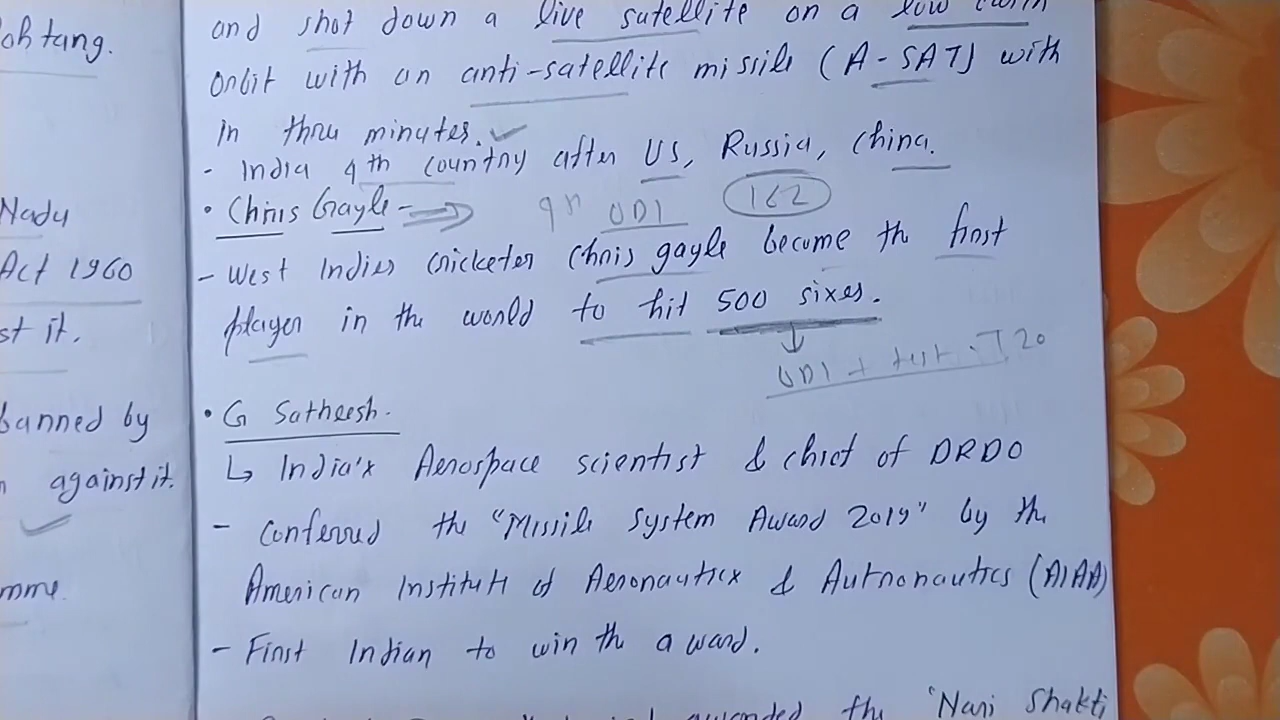 oh tang.
Nadu
Act 1960
st it.
banned by
against it.
mme.
and shot down a live satellite on a low earth
orbit with an anti-satellite missile (A-SAT) with
in three minutes.
- India 4th country after US, Russia, China.
• Chris Gayle - ODI 162
- West Indies cricketer Chris gayle become the first
player in the world to hit 500 sixes.
ODI + test . T20
• G Satheesh.
↳ India's Aerospace scientist & chief of DRDO
- Conferred the "Missile System Award 2019" by the
American Institute of Aeronautics & Autronautics (AIAA)
- First Indian to win the award.
awarded the 'Nari Shakti